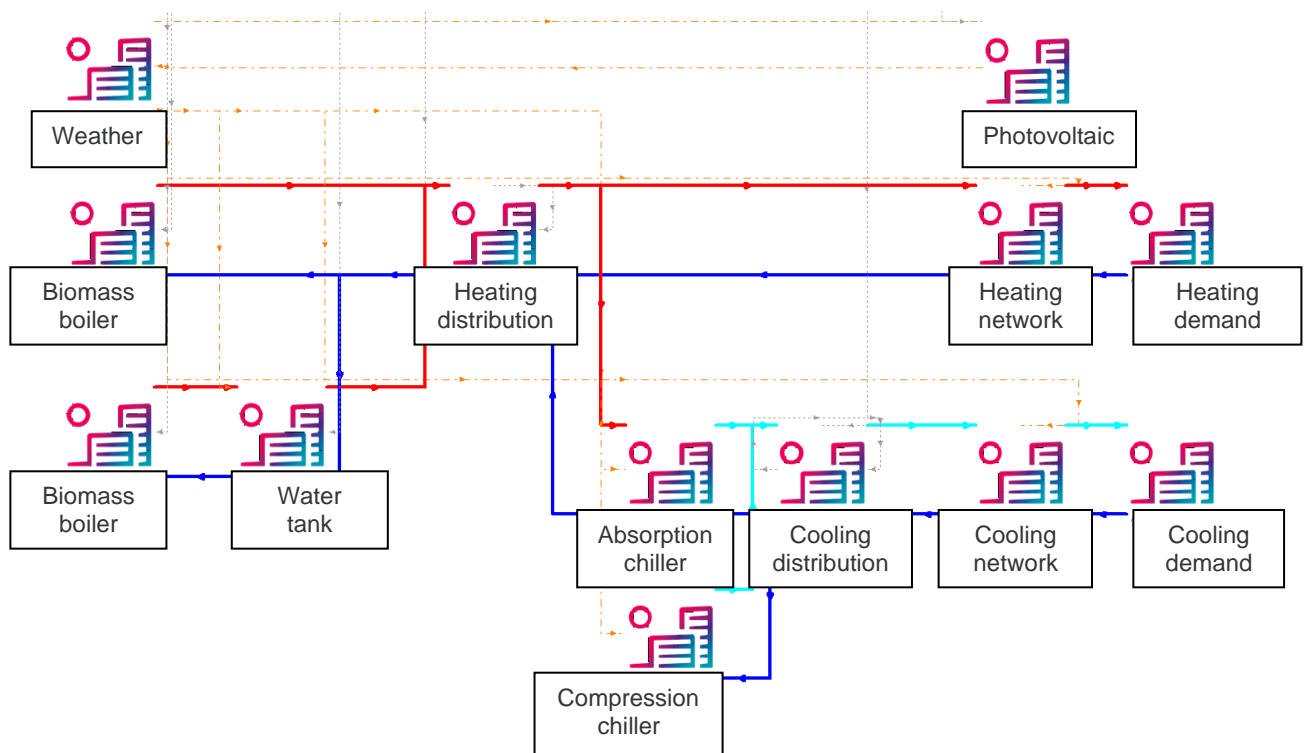 Weather
Photovoltaic
Biomass
boiler
Heating
distribution
Heating
network
Heating
demand
Biomass
boiler
Water
tank
Absorption
chiller
Cooling
distribution
Cooling
network
Cooling
demand
Compression
chiller